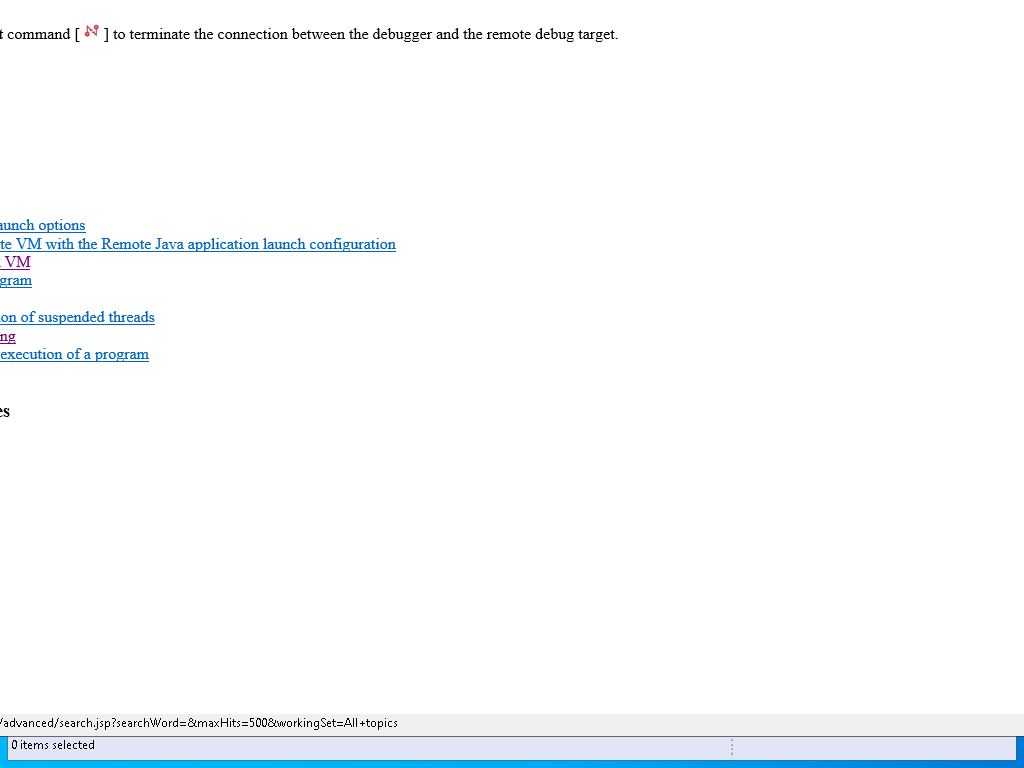 t command [ ] to terminate the connection between the debugger and the remote debug target.
aunch options
te VM with the Remote Java application launch configuration
VM
gram
on of suspended threads
ng
execution of a program
es
/advanced/search.jsp?searchWord=&maxHits=500&workingSet=All+topics
0 items selected